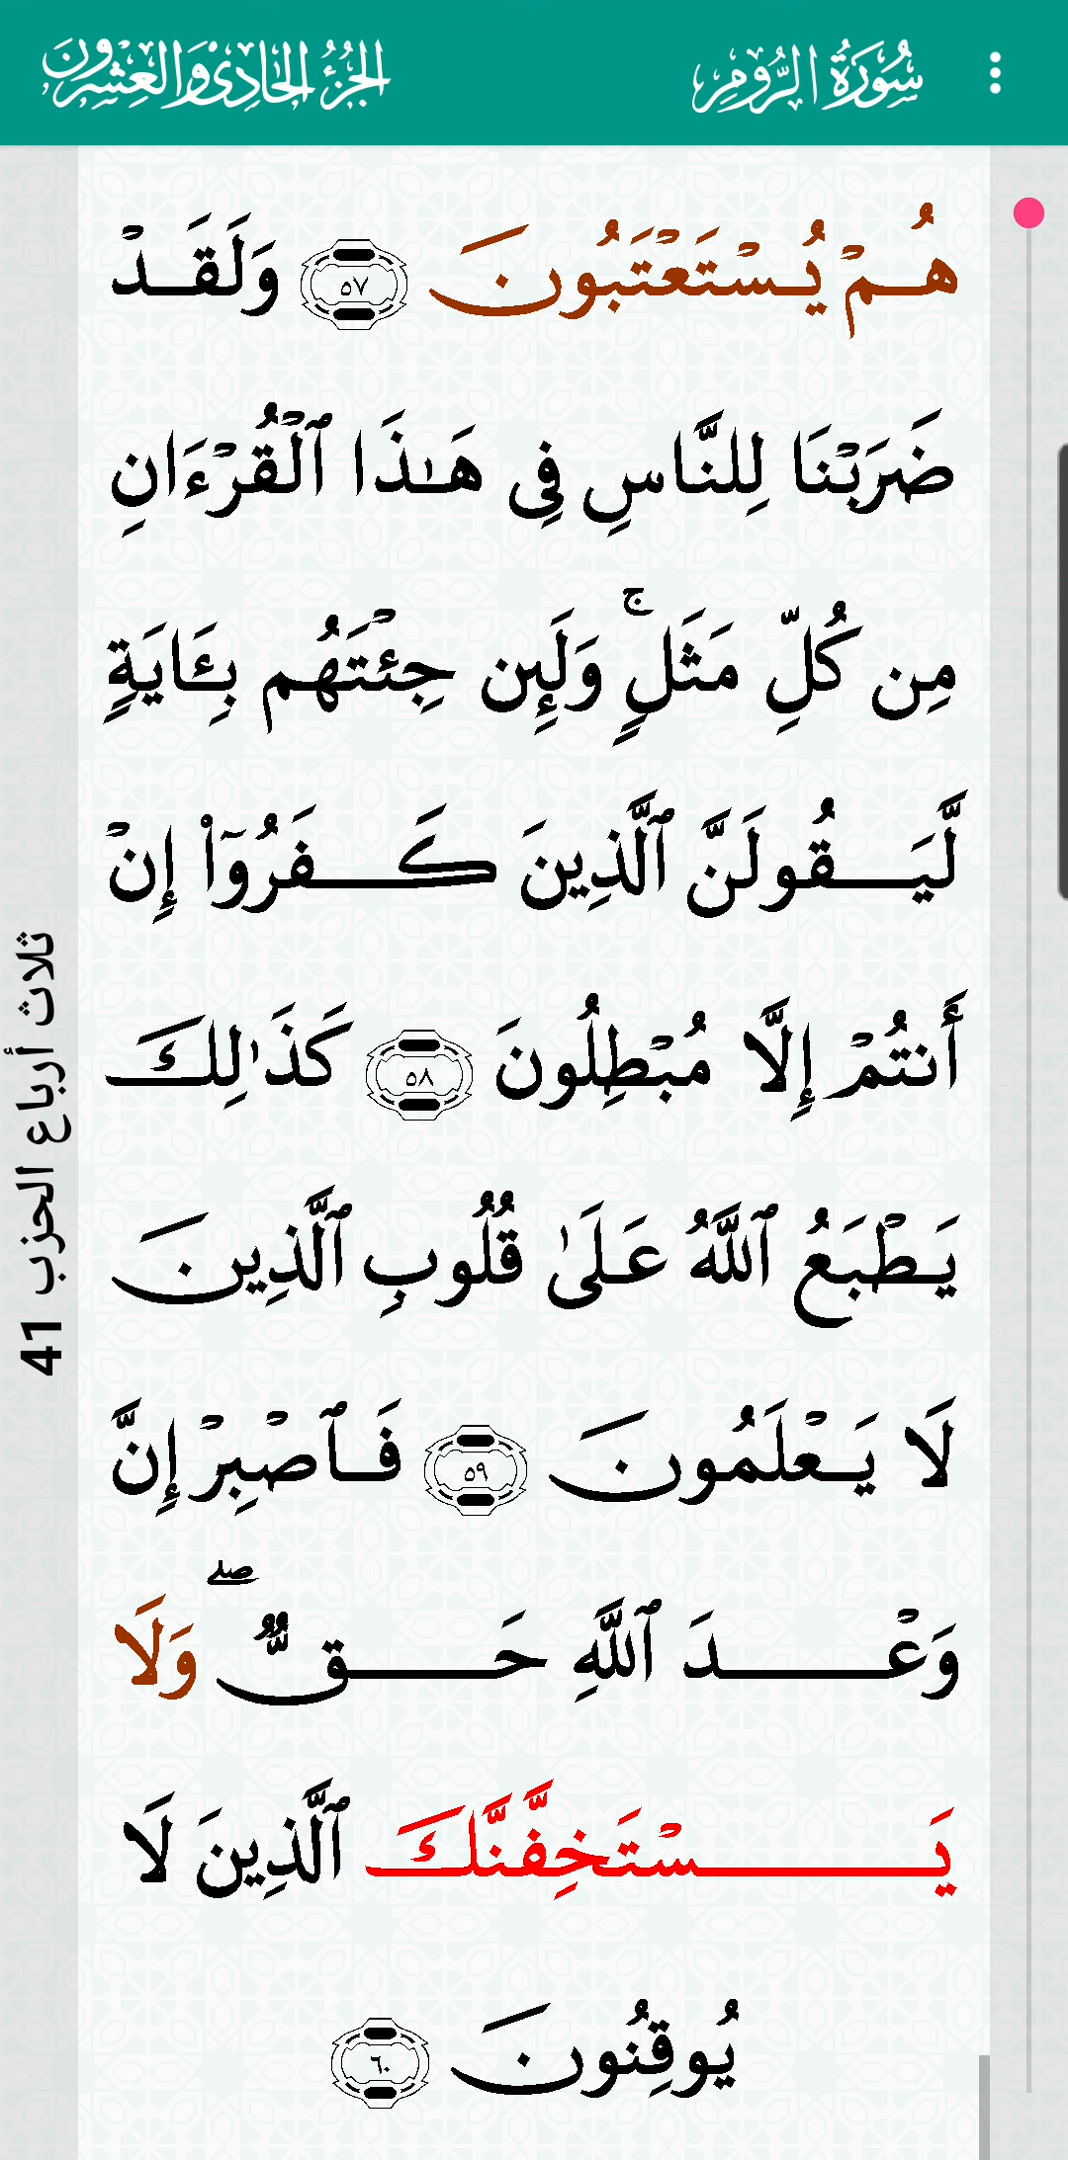 سُورَةُ الرُّومِ
الجُزْءُ الحَادِي وَالعِشْرُونَ
هُمْ يُسْتَعْتَبُونَ ٥٧ وَلَقَدْ
ضَرَبْنَا لِلنَّاسِ فِى هَـٰذَا ٱلْقُرْءَانِ
مِن كُلِّ مَثَلٍۚ وَلَئِن جِئْتَهُم بِـَٔايَةٍ
لَّيَقُولَنَّ ٱلَّذِينَ كَفَرُوٓا۟ إِنْ
أَنتُمْ إِلَّا مُبْطِلُونَ ٥٨ كَذَٰلِكَ
يَطْبَعُ ٱللَّهُ عَلَىٰ قُلُوبِ ٱلَّذِينَ
لَا يَعْلَمُونَ ٥٩ فَٱصْبِرْ إِنَّ
وَعْدَ ٱللَّهِ حَقٌّۖ وَلَا
يَسْتَخِفَّنَّكَ ٱلَّذِينَ لَا
يُوقِنُونَ ٦٠
ثلاث أرباع الحزب 41